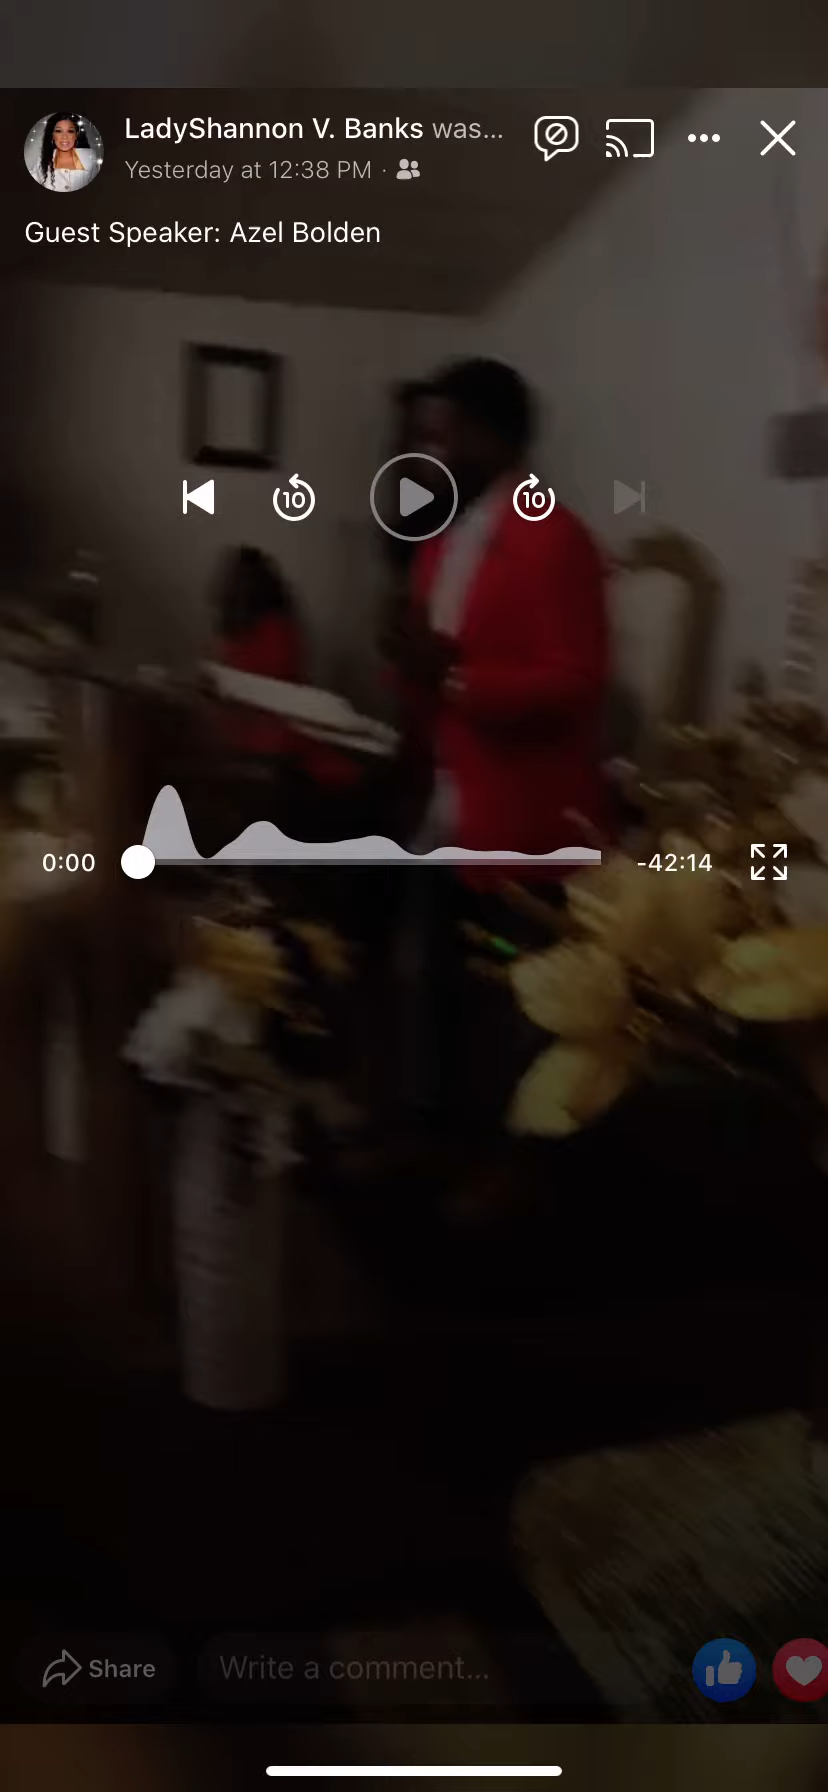 LadyShannon V. Banks was...
Yesterday at 12:38 PM ·
Guest Speaker: Azel Bolden
10
10
0:00
-42:14
Share
Write a comment...